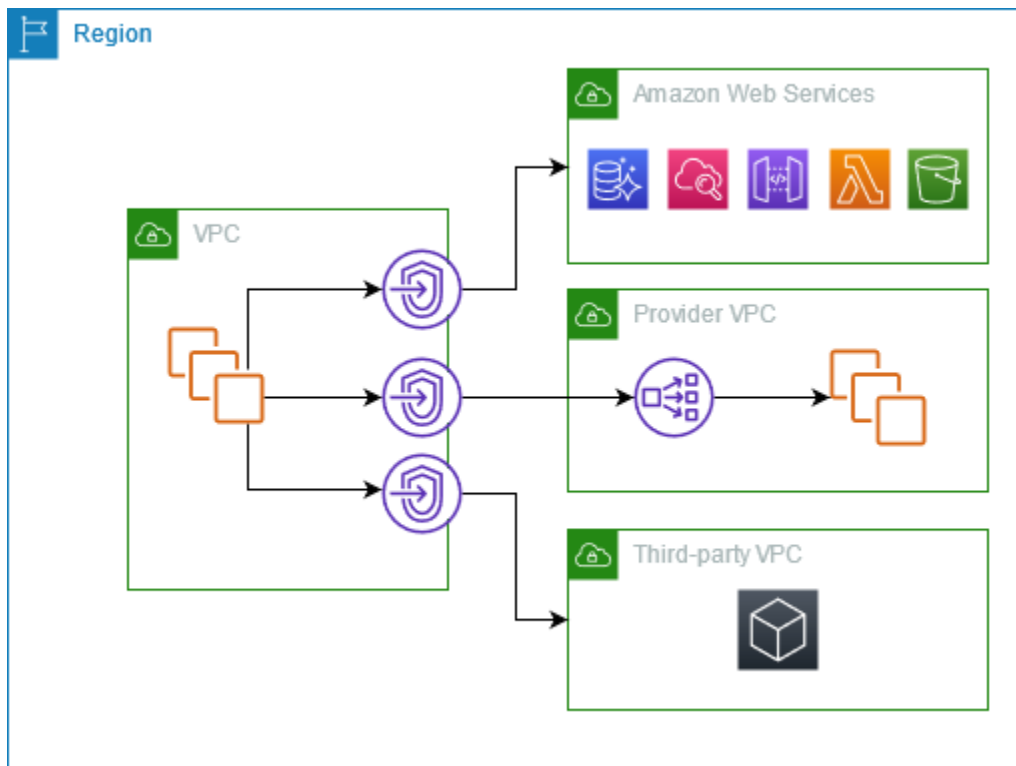 Region
Amazon Web Services
VPC
Provider VPC
Third-party VPC